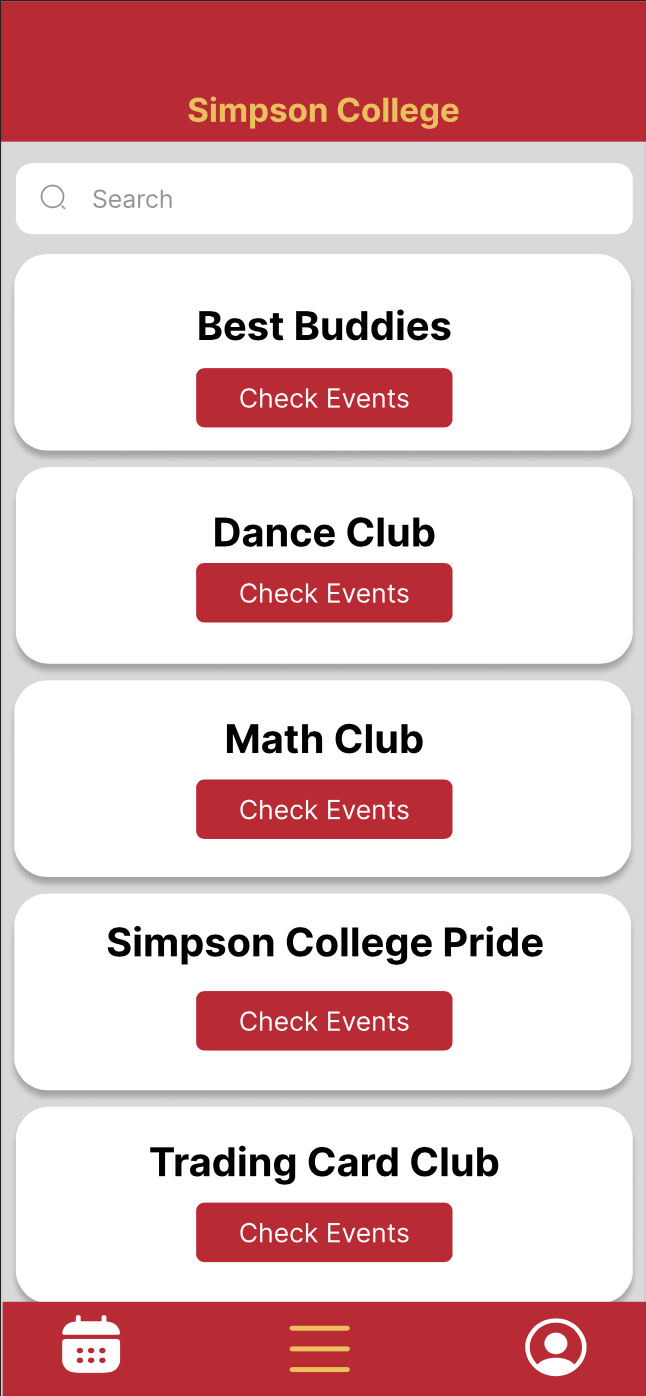 Simpson College
Search
Best Buddies
Check Events
Dance Club
Check Events
Math Club
Check Events
Simpson College Pride
Check Events
Trading Card Club
Check Events